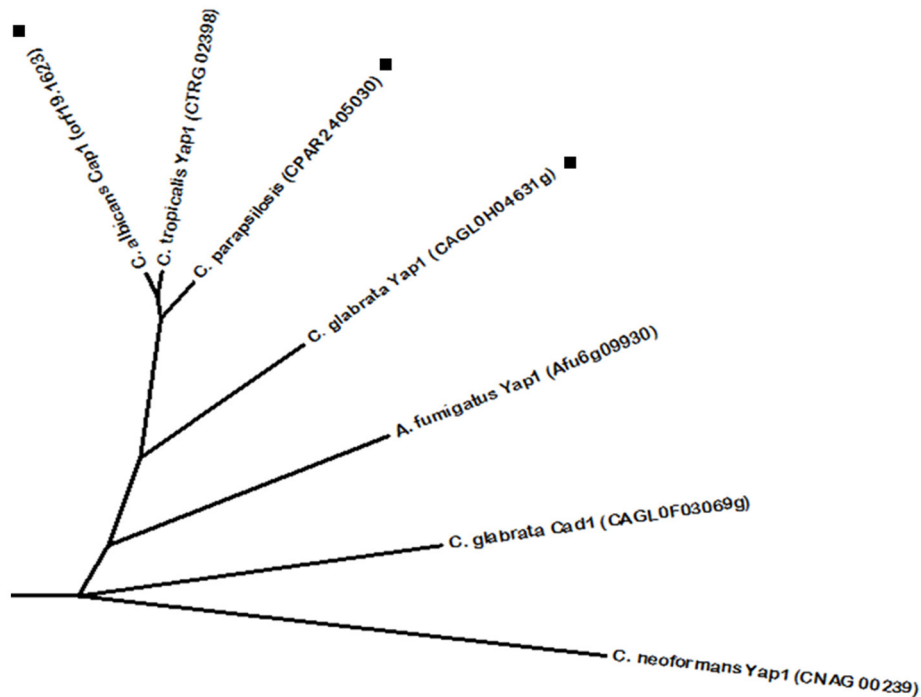 C. albicans Cap1 (orf19.1623)
C. tropicalis Yap1 (CTRG 02398)
C. parapsilosis (CPAR2 405030)
C. glabrata Yap1 (CAGL0H04631g)
A. fumigatus Yap1 (Afu6g09930)
C. glabrata Cad1 (CAGL0F03069g)
C. neoformans Yap1 (CNAG 00239)